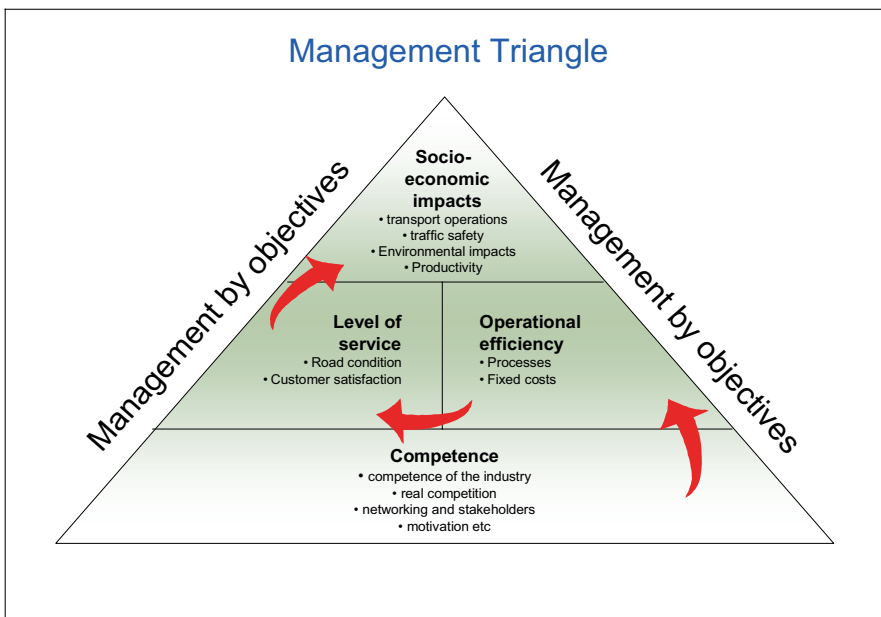 Management Triangle
Management by objectives
Management by objectives
Socio-
economic
impacts
• transport operations
• traffic safety
• Environmental impacts
• Productivity
Level of
service
• Road condition
• Customer satisfaction
Operational
efficiency
• Processes
• Fixed costs
Competence
• competence of the industry
• real competition
• networking and stakeholders
• motivation etc